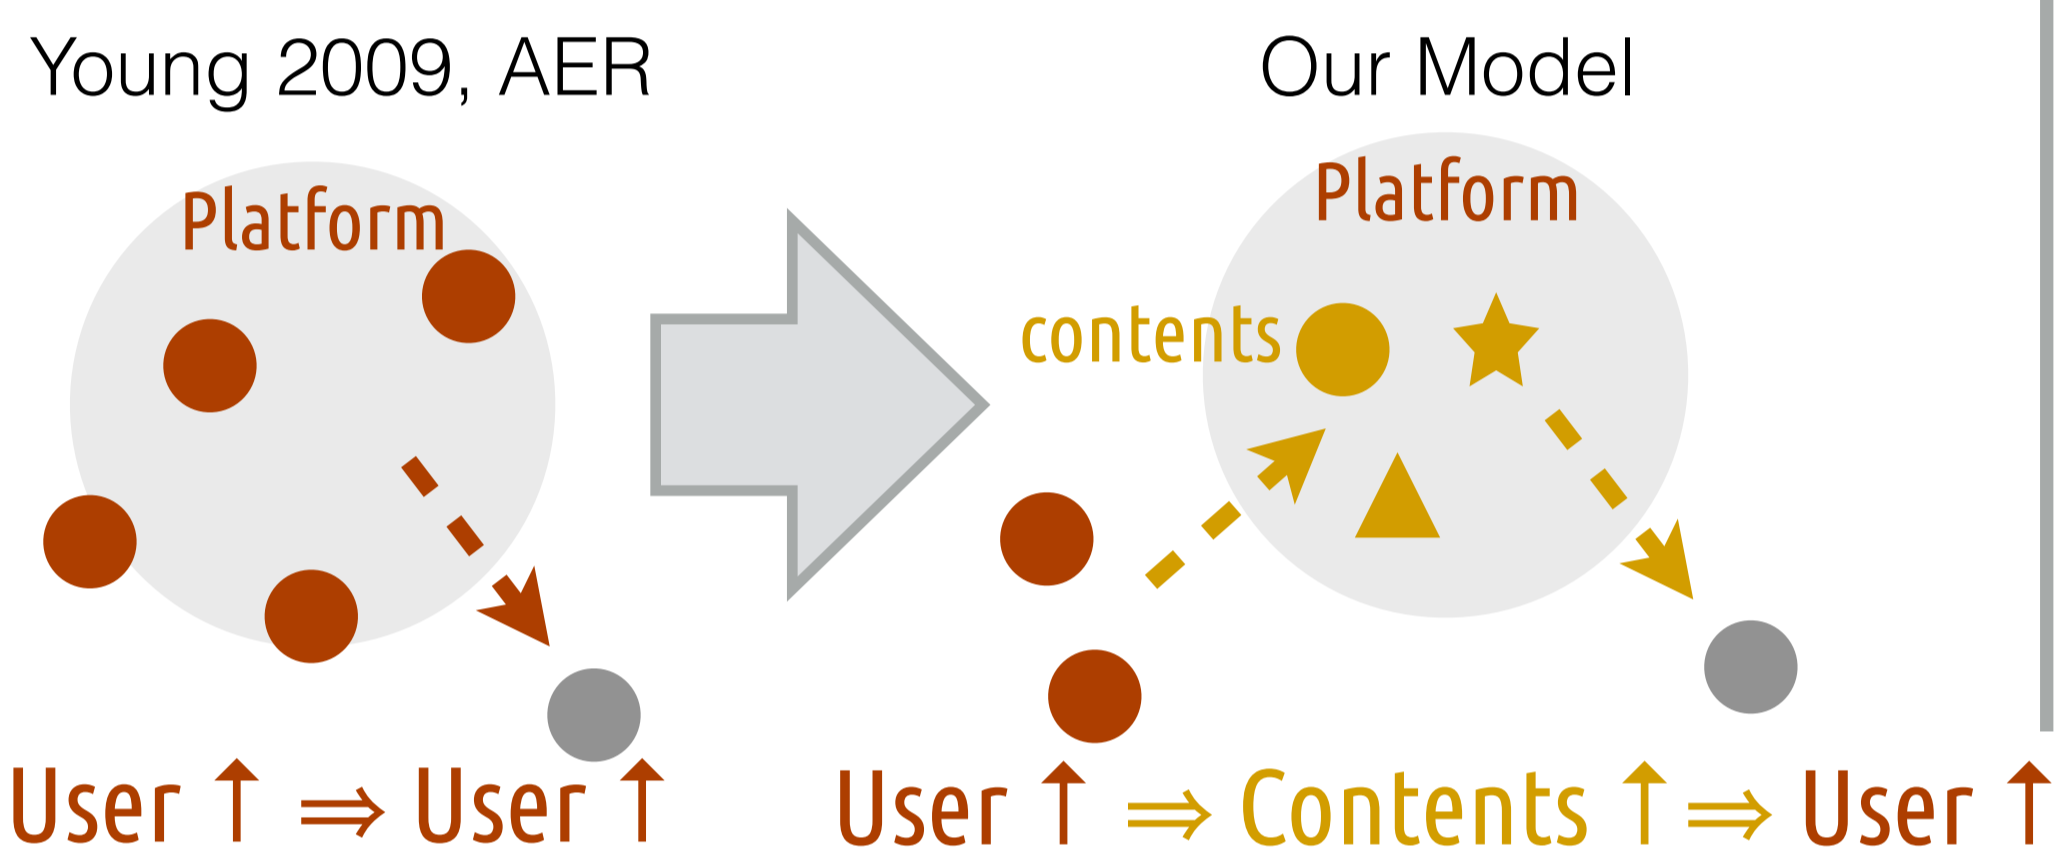 Young 2009, AER
Platform
User ↑ ⇒ User ↑
Our Model
Platform
contents
User ↑ ⇒ Contents ↑ ⇒ User ↑